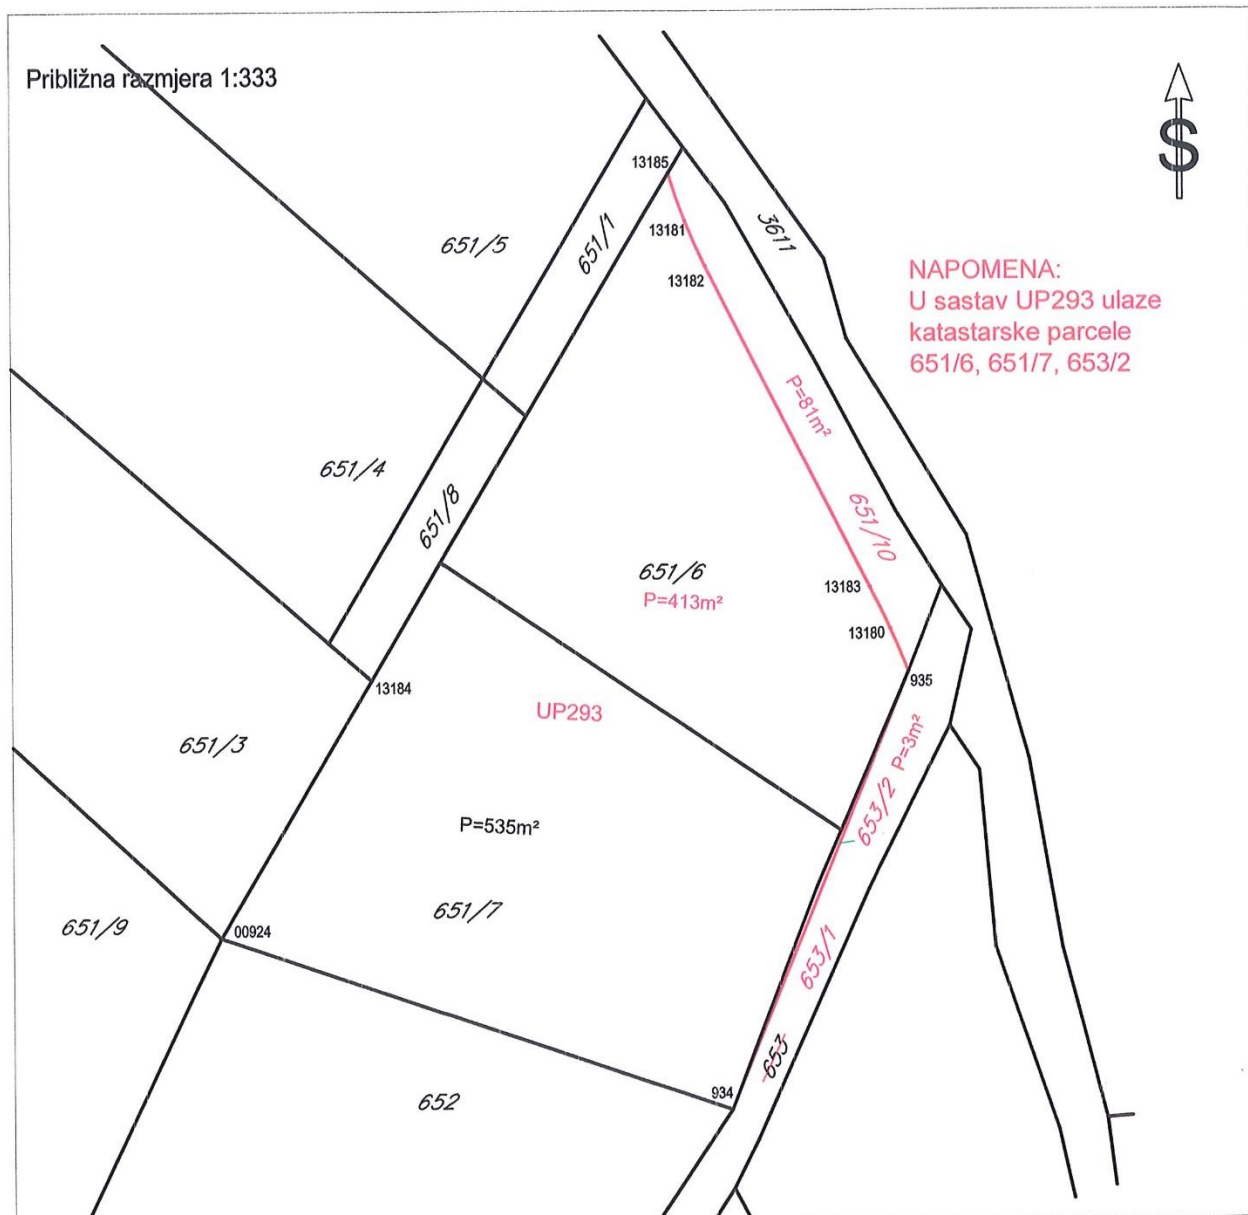 Približna razmjera 1:333
S
13185
651/5
651/1
13181
3611
13182
NAPOMENA:
U sastav UP293 ulaze
katastarske parcele
651/6, 651/7, 653/2
P=81m²
651/4
651/8
651/10
651/6
P=413m²
13183
13180
935
13184
UP293
651/3
P=3m²
653/2
P=535m²
651/7
651/9
00924
653/1
653
934
652